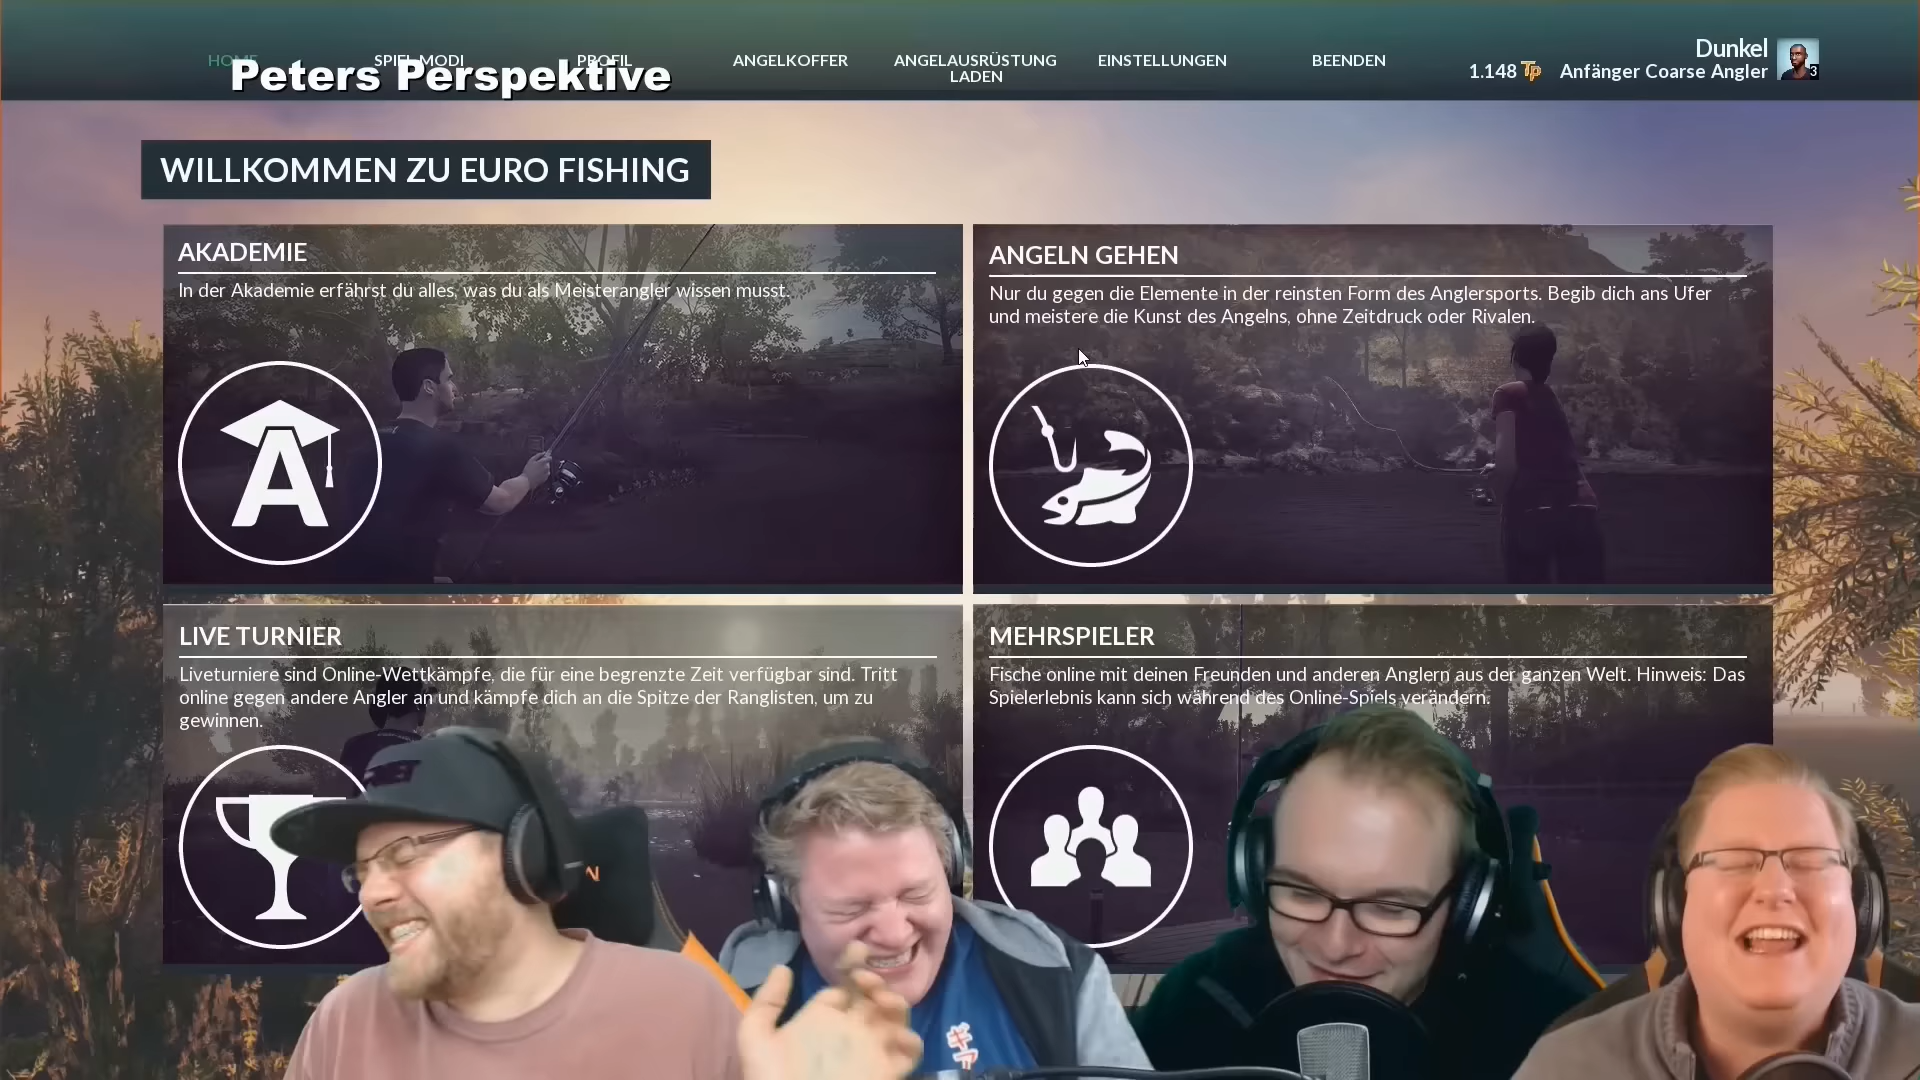 HOME
SPIEL MODI
PROFIL
ANGELKOFFER
ANGELAUSRÜSTUNG
LADEN
EINSTELLUNGEN
BEENDEN
Dunkel
1.148 Tp
Anfänger Coarse Angler
3
Peters Perspektive
WILLKOMMEN ZU EURO FISHING
AKADEMIE
In der Akademie erfährst du alles, was du als Meisterangler wissen musst.
A
ANGELN GEHEN
Nur du gegen die Elemente in der reinsten Form des Anglersports. Begib dich ans Ufer
und meistere die Kunst des Angelns, ohne Zeitdruck oder Rivalen.
LIVE TURNIER
Liveturniere sind Online-Wettkämpfe, die für eine begrenzte Zeit verfügbar sind. Tritt
online gegen andere Angler an und kämpfe dich an die Spitze der Ranglisten, um zu
gewinnen.
MEHRSPIELER
Fische online mit deinen Freunden und anderen Anglern aus der ganzen Welt. Hinweis: Das
Spielerlebnis kann sich während des Online-Spiels verändern.